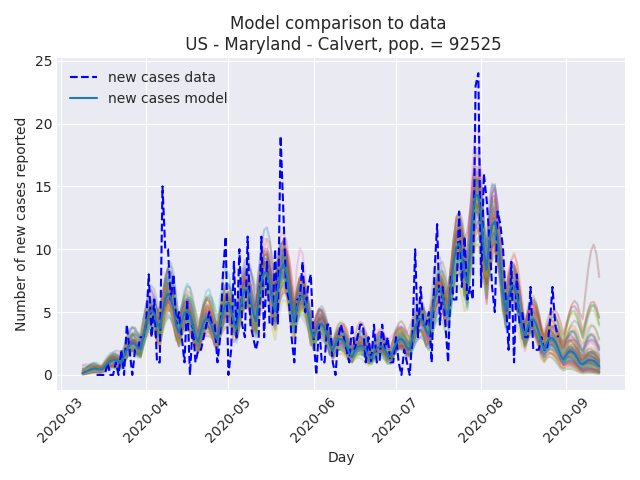 Model comparison to data
US - Maryland - Calvert, pop. = 92525
25
20
15
10
5
0
Number of new cases reported
new cases data
new cases model
2020-03
2020-04
2020-05
2020-06
2020-07
2020-08
2020-09
Day